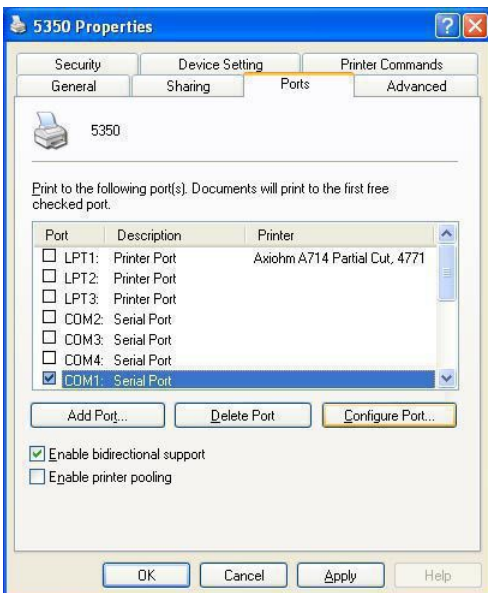 5350 Properties
Security Device Setting Printer Commands
General Sharing Ports Advanced
5350
Print to the following port(s). Documents will print to the first free
checked port.
Port Description Printer
LPT1: Printer Port Axiohm A714 Partial Cut, 4771
LPT2: Printer Port
LPT3: Printer Port
COM2: Serial Port
COM3: Serial Port
COM4: Serial Port
COM1: Serial Port
Add Port... Delete Port Configure Port...
Enable bidirectional support
Enable printer pooling
OK Cancel Apply Help